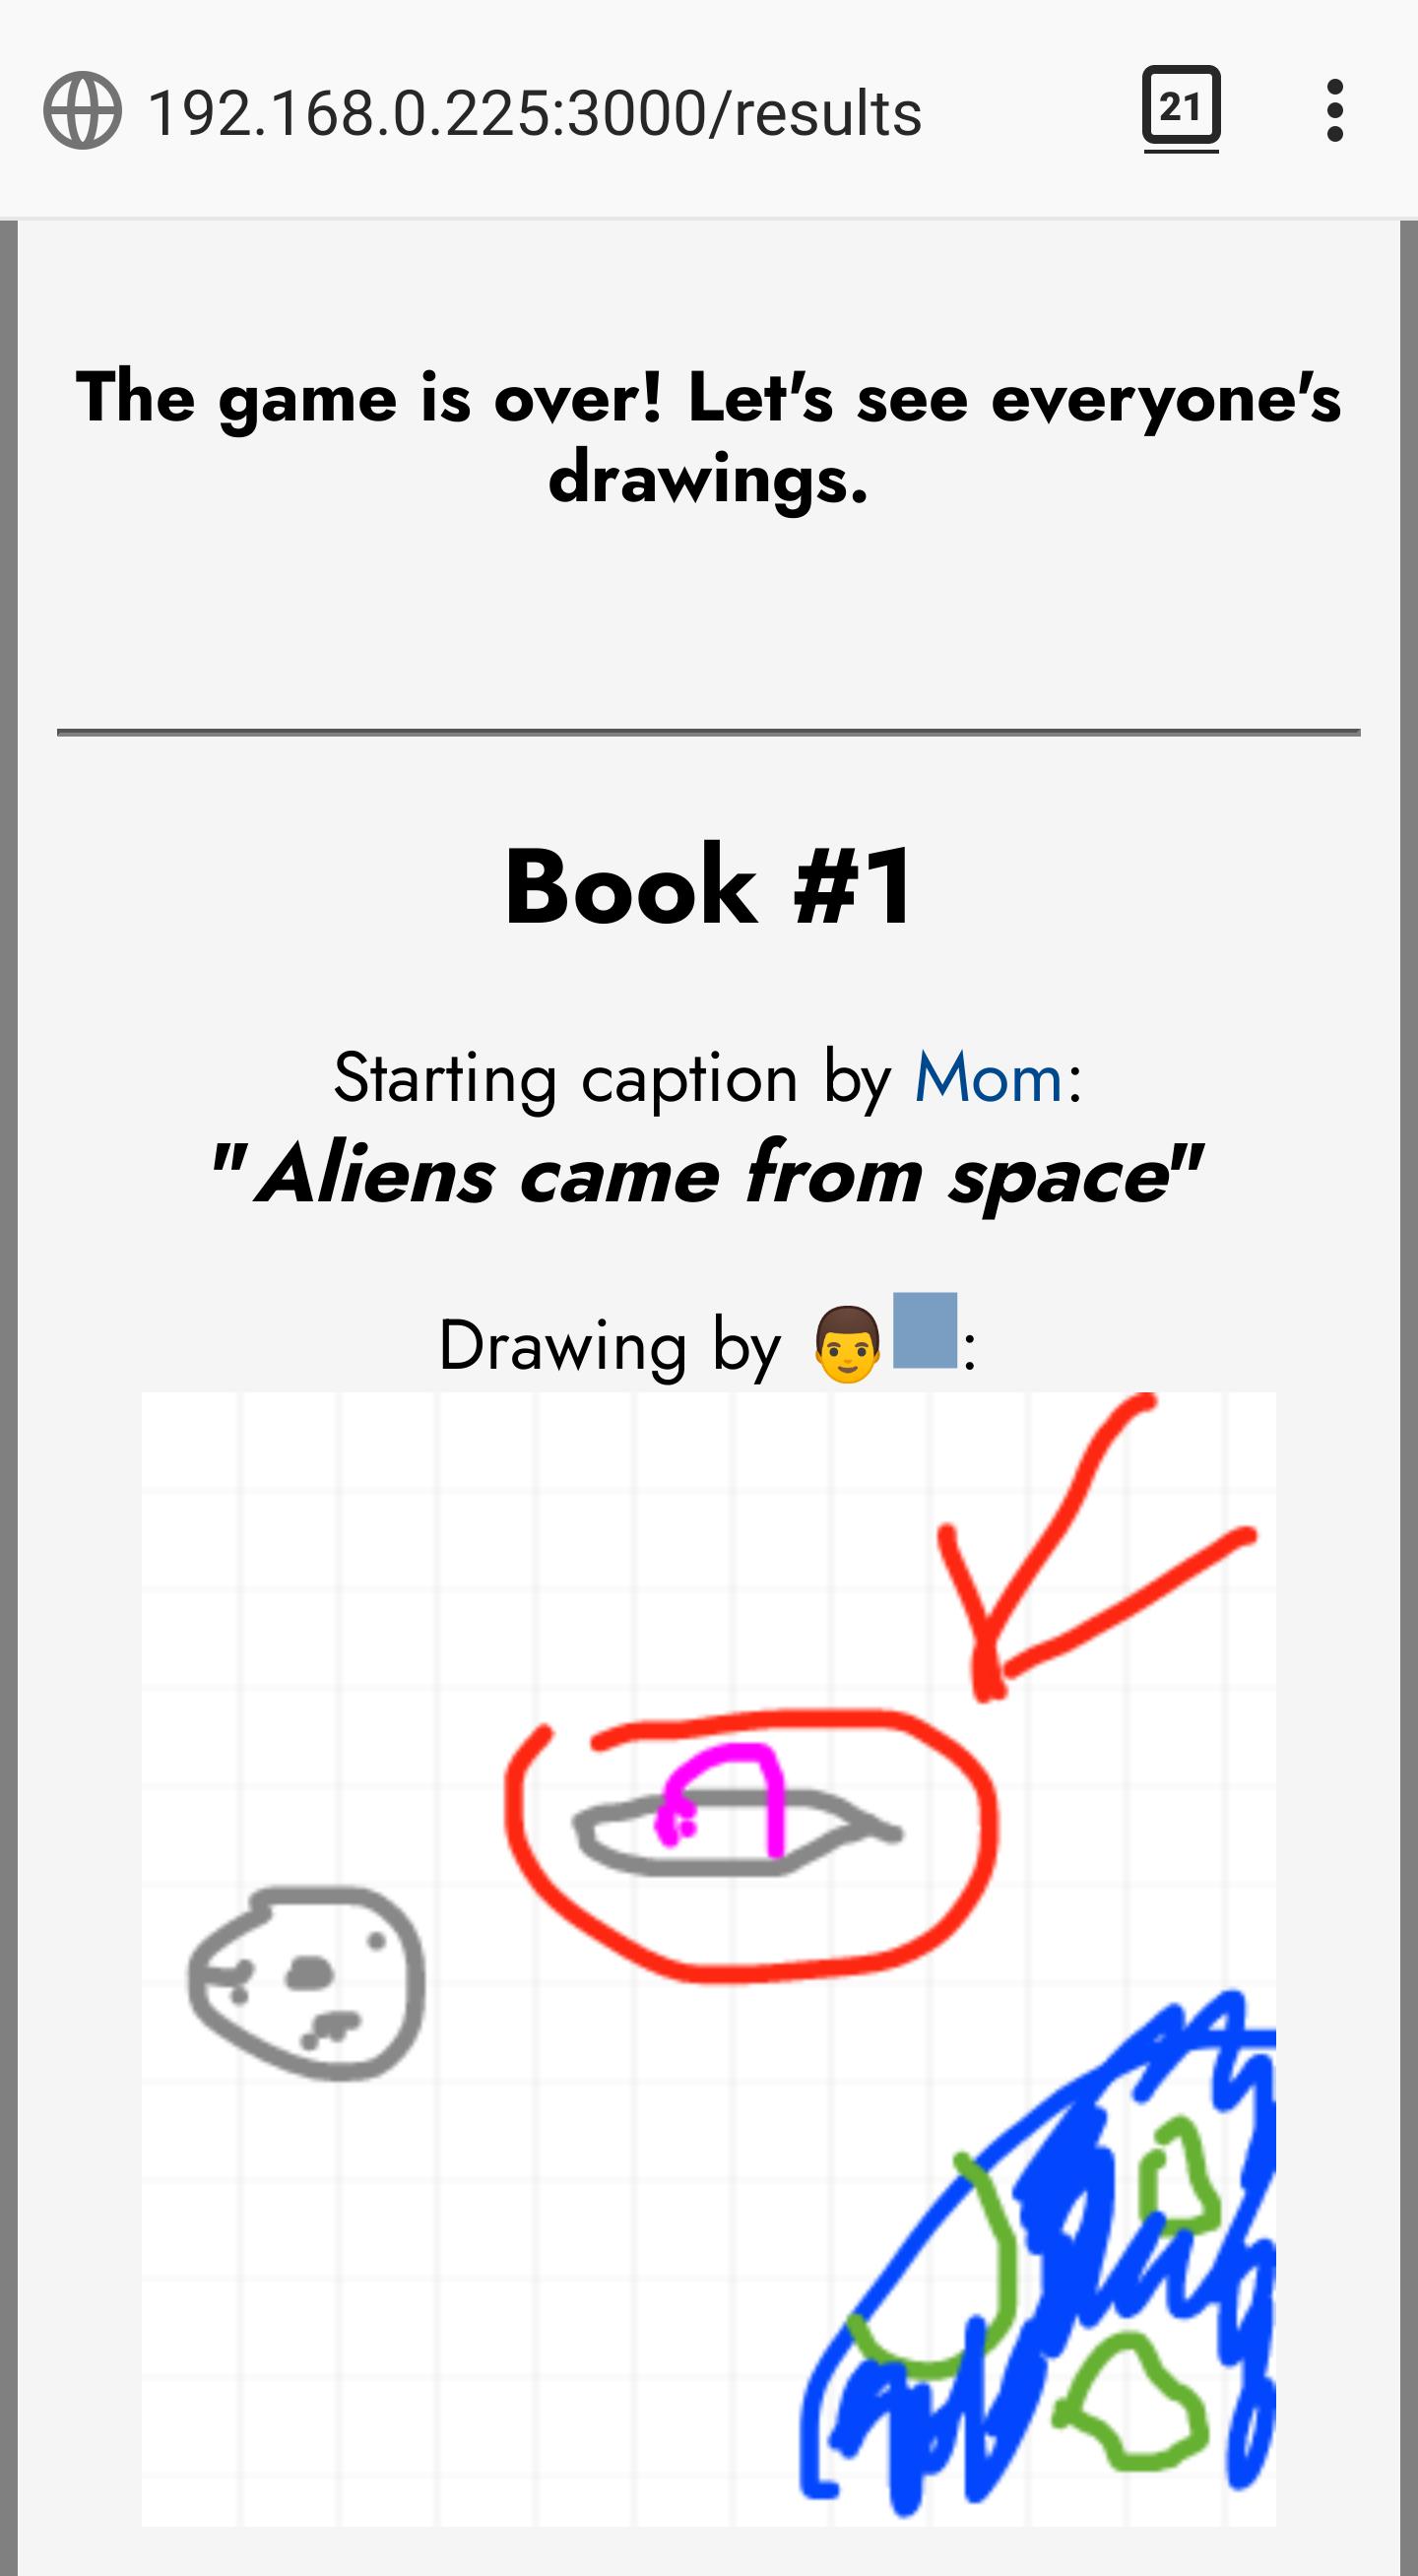 192.168.0.225:3000/results 21
The game is over! Let's see everyone's
drawings.
Book #1
Starting caption by Mom:
"Aliens came from space"
Drawing by 👨🟦: